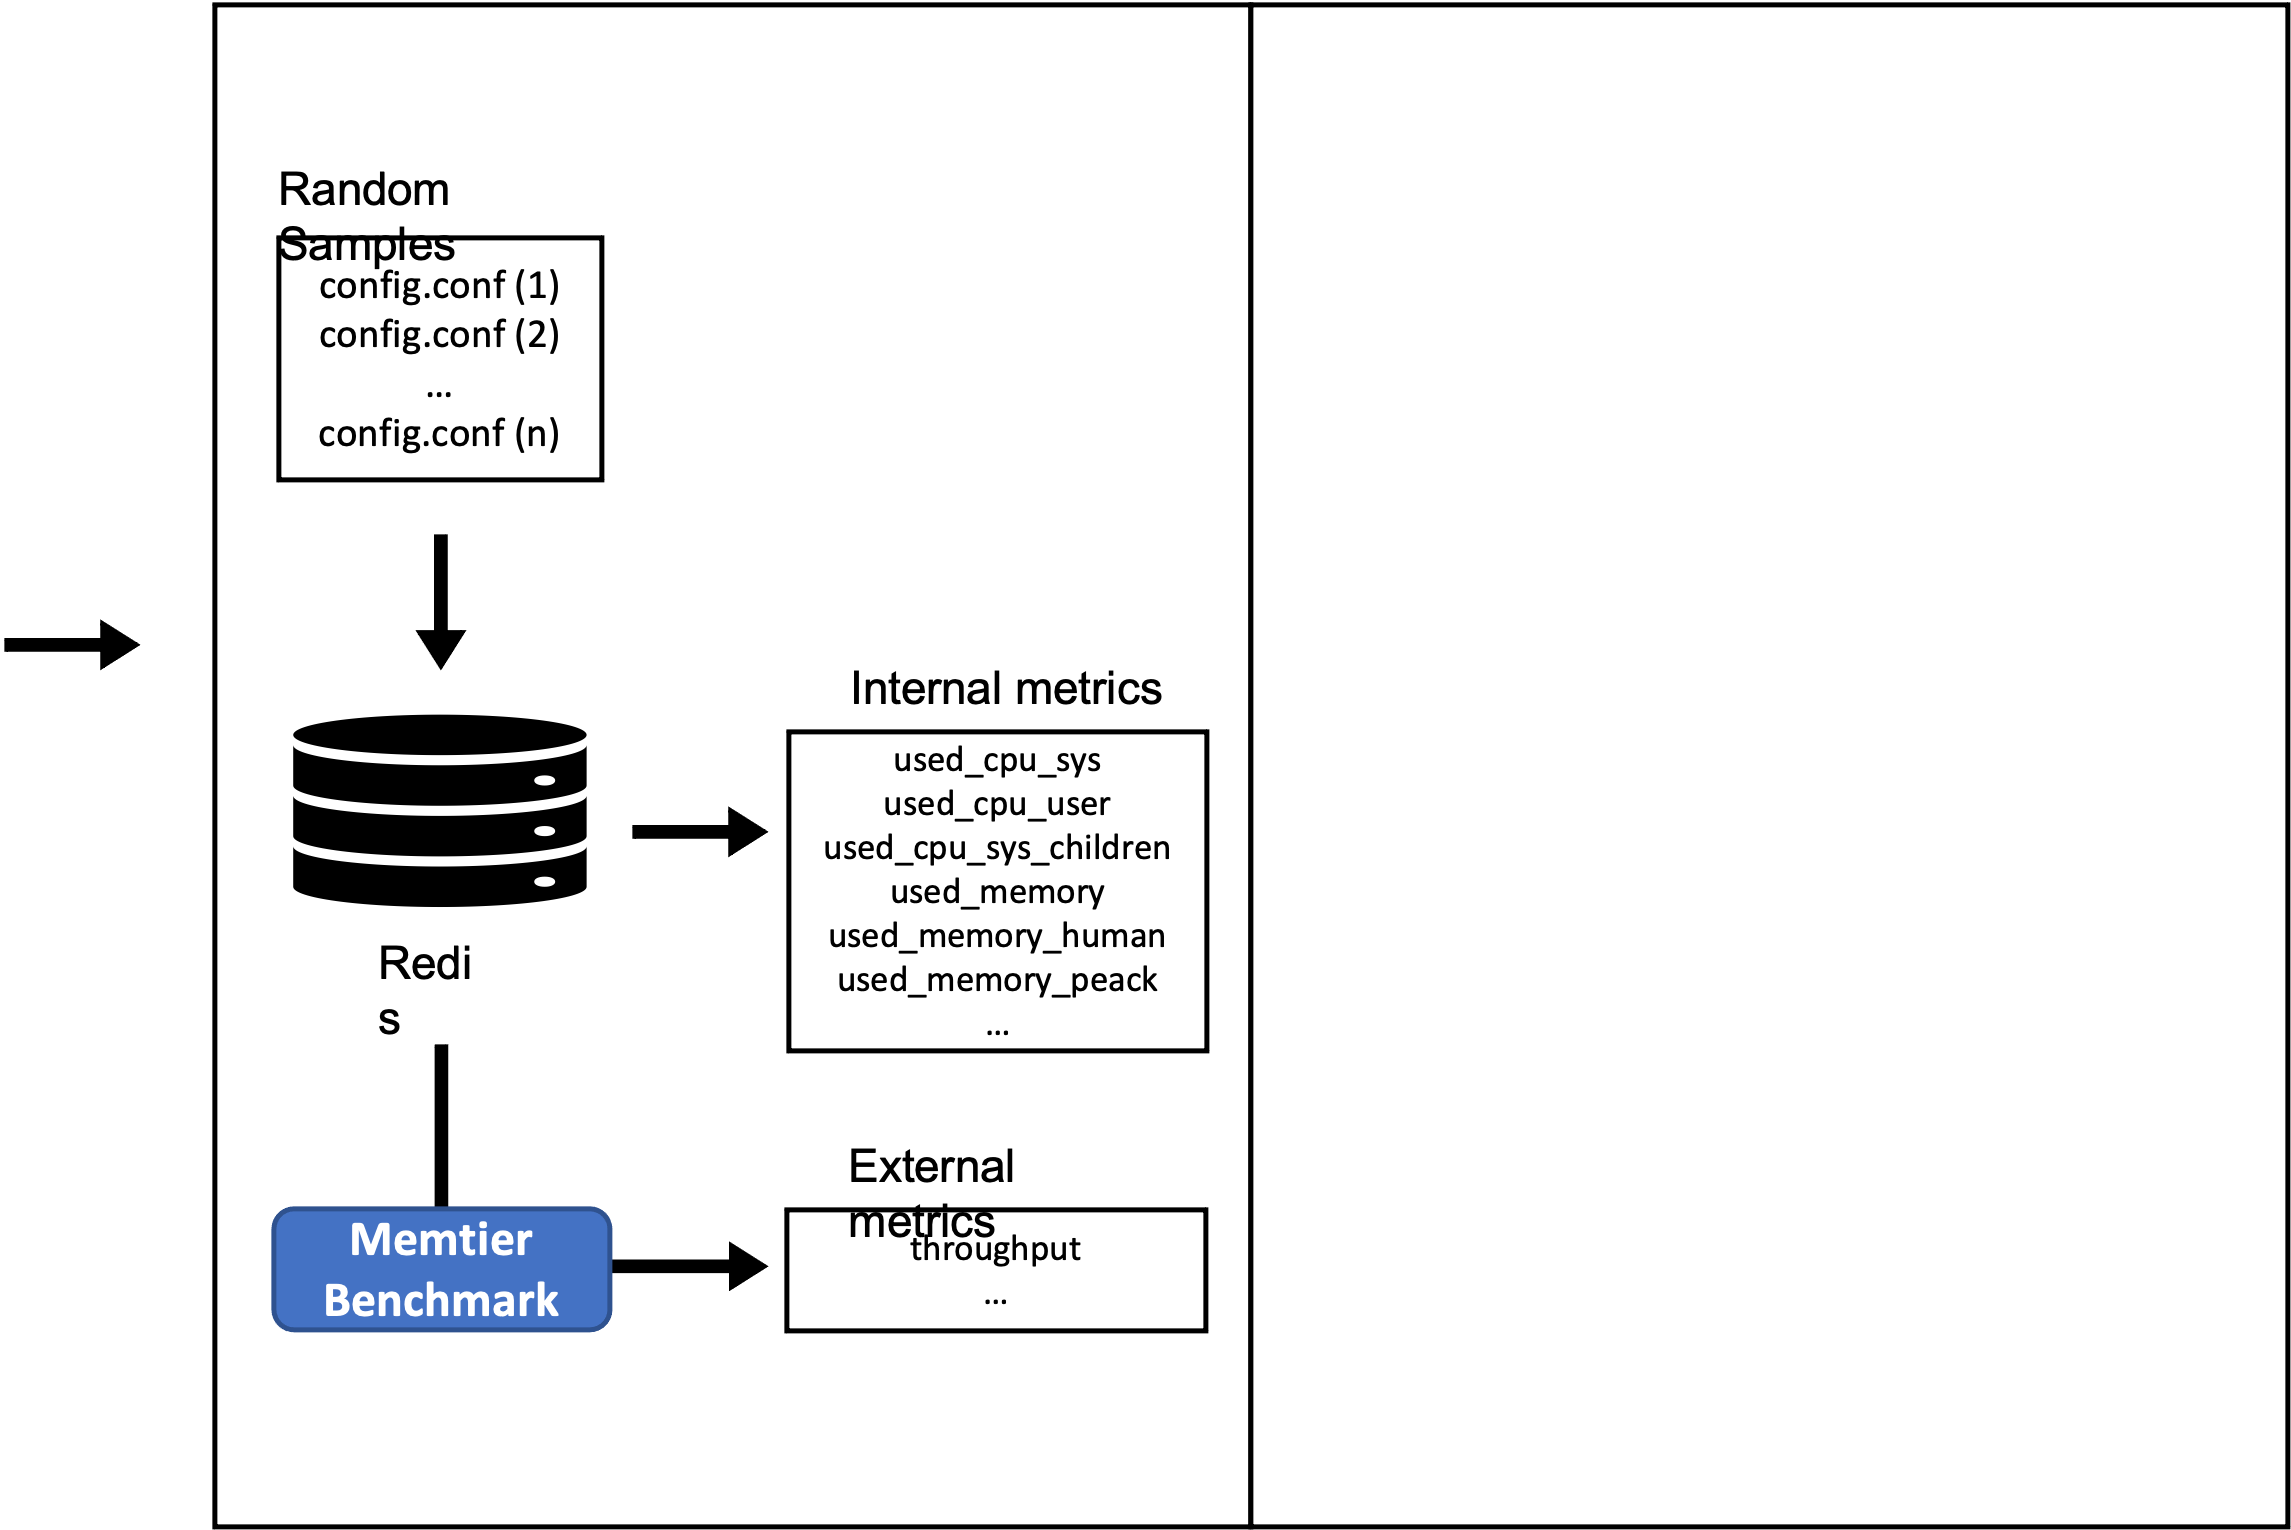 Random
Samples
config.conf (1)
config.conf (2)
...
config.conf (n)
Redi
s
Internal metrics
used_cpu_sys
used_cpu_user
used_cpu_sys_children
used_memory
used_memory_human
used_memory_peack
...
Memtier
Benchmark
External
metrics
throughput
...